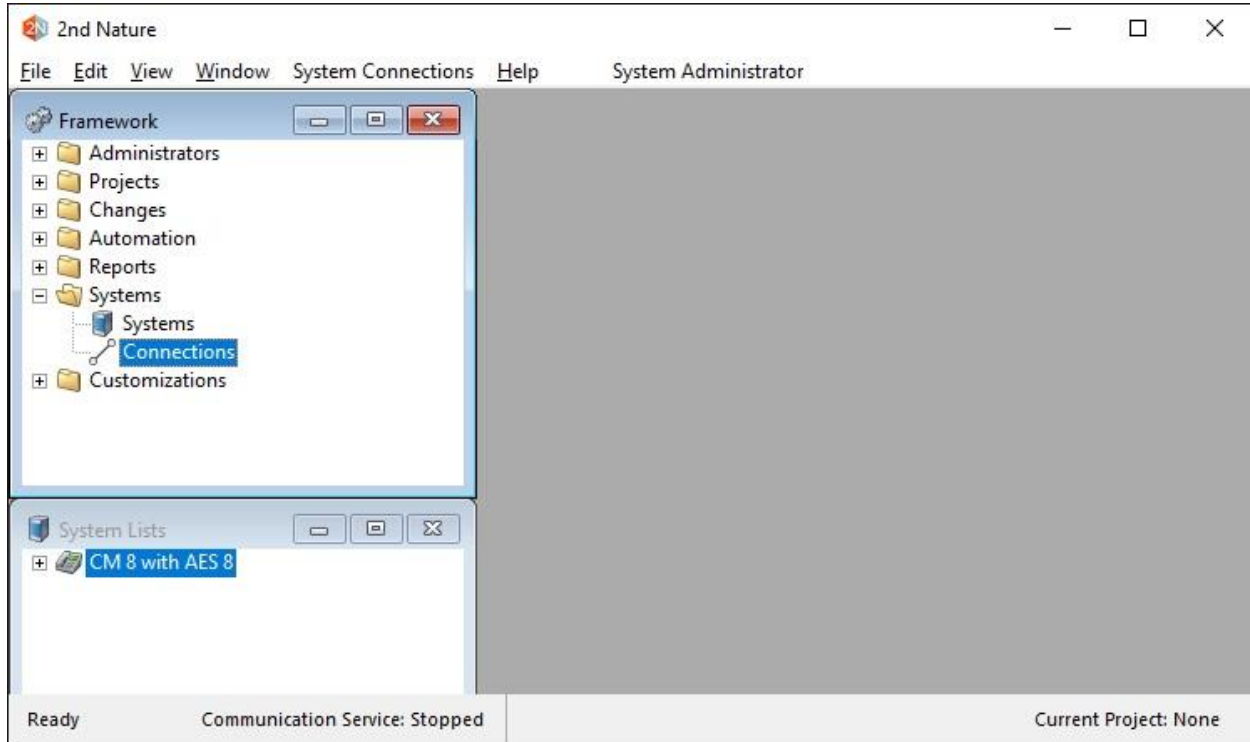 2N 2nd Nature
File Edit View Window System Connections Help System Administrator
Framework
Administrators
Projects
Changes
Automation
Reports
Systems
Systems
Connections
Customizations
System Lists
CM 8 with AES 8
Ready Communication Service: Stopped Current Project: None